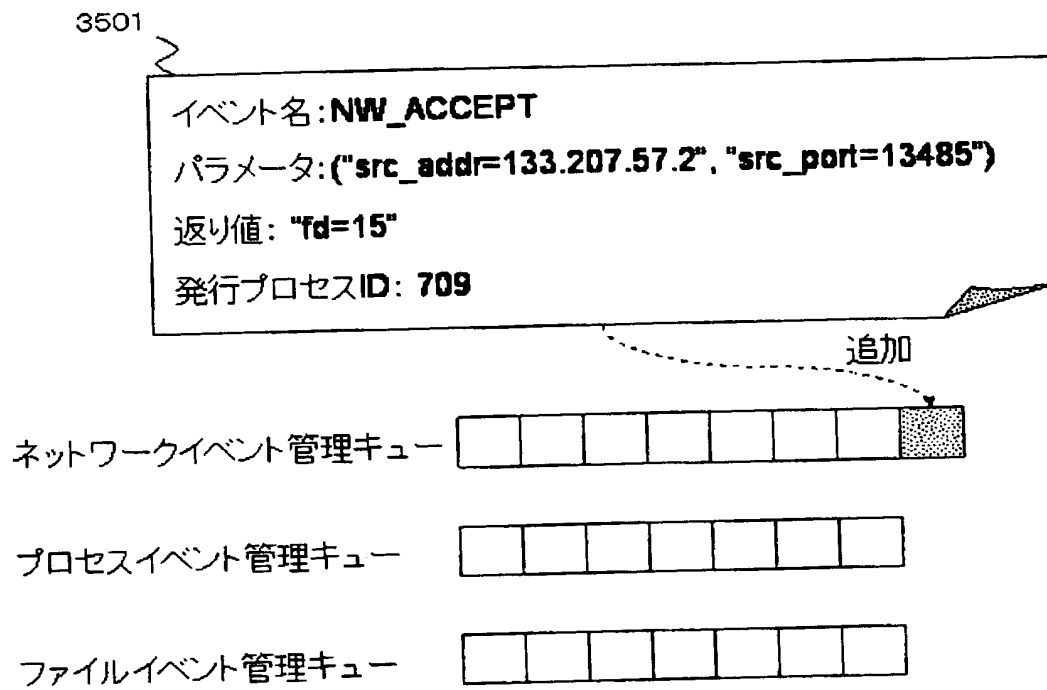 3501
イベント名:NW_ACCEPT
パラメータ:("src_addr=133.207.57.2", "src_port=13485")
返り値: "fd=15"
発行プロセスID: 709
追加
ネットワークイベント管理キュー
プロセスイベント管理キュー
ファイルイベント管理キュー